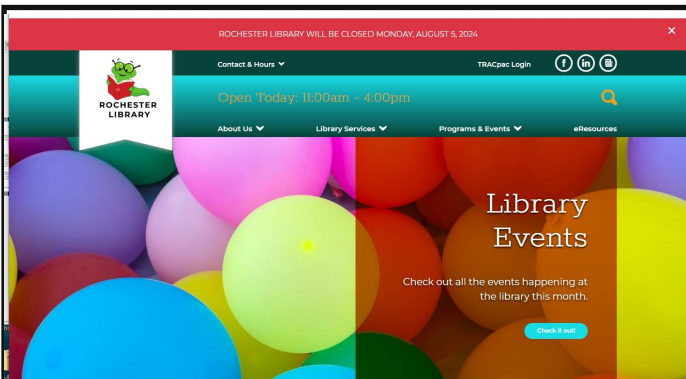 ROCHESTER LIBRARY WILL BE CLOSED MONDAY, AUGUST 5, 2024
×
Contact & Hours
TRACpac Login
ROCHESTER
LIBRARY
Open Today: 11:00am - 4:00pm
About Us
Library Services
Programs & Events
eResources
Library
Events
Check out all the events happening at
the library this month.
Check it out!